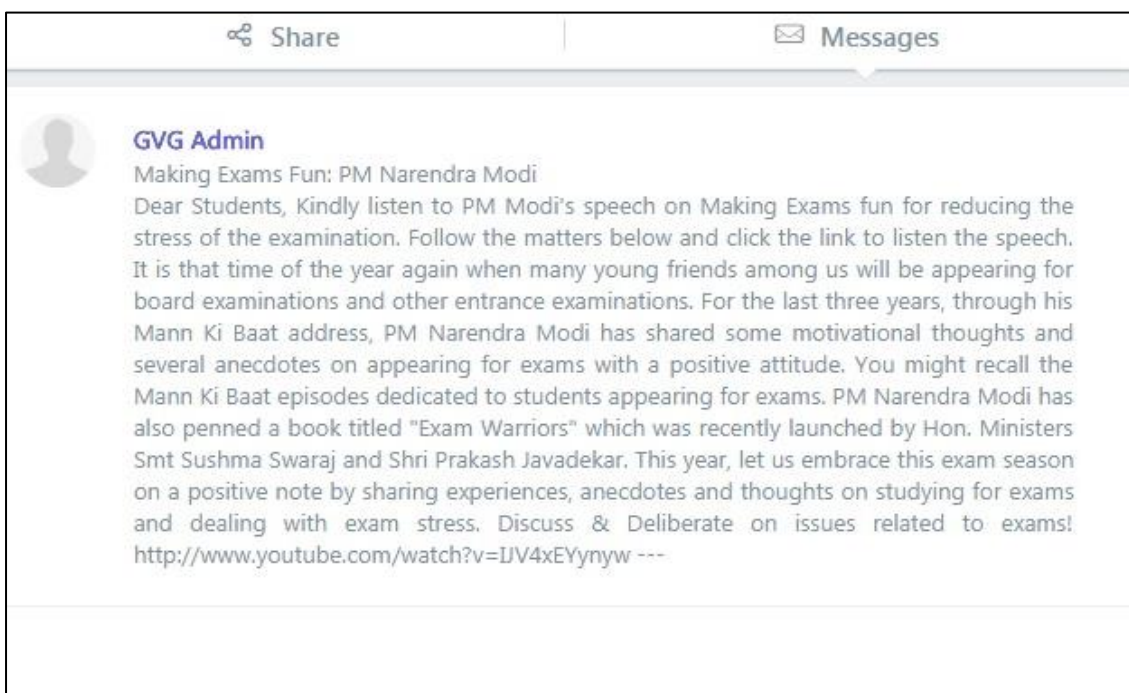 Share
Messages
GVG Admin
Making Exams Fun: PM Narendra Modi
Dear Students, Kindly listen to PM Modi's speech on Making Exams fun for reducing the
stress of the examination. Follow the matters below and click the link to listen the speech.
It is that time of the year again when many young friends among us will be appearing for
board examinations and other entrance examinations. For the last three years, through his
Mann Ki Baat address, PM Narendra Modi has shared some motivational thoughts and
several anecdotes on appearing for exams with a positive attitude. You might recall the
Mann Ki Baat episodes dedicated to students appearing for exams. PM Narendra Modi has
also penned a book titled "Exam Warriors" which was recently launched by Hon. Ministers
Smt Sushma Swaraj and Shri Prakash Javadekar. This year, let us embrace this exam season
on a positive note by sharing experiences, anecdotes and thoughts on studying for exams
and dealing with exam stress. Discuss & Deliberate on issues related to exams!
http://www.youtube.com/watch?v=IJV4xEYynyw ---